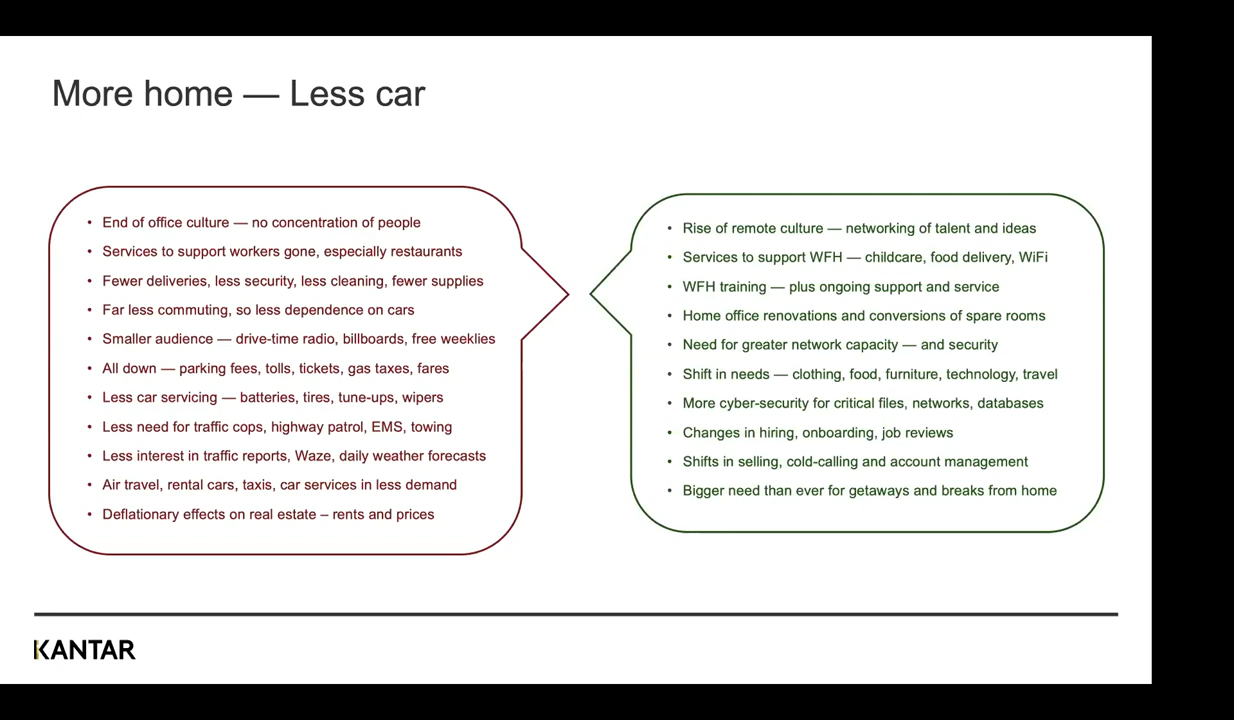 More home — Less car
• End of office culture — no concentration of people
• Services to support workers gone, especially restaurants
• Fewer deliveries, less security, less cleaning, fewer supplies
• Far less commuting, so less dependence on cars
• Smaller audience — drive-time radio, billboards, free weeklies
• All down — parking fees, tolls, tickets, gas taxes, fares
• Less car servicing — batteries, tires, tune-ups, wipers
• Less need for traffic cops, highway patrol, EMS, towing
• Less interest in traffic reports, Waze, daily weather forecasts
• Air travel, rental cars, taxis, car services in less demand
• Deflationary effects on real estate – rents and prices
• Rise of remote culture — networking of talent and ideas
• Services to support WFH — childcare, food delivery, WiFi
• WFH training — plus ongoing support and service
• Home office renovations and conversions of spare rooms
• Need for greater network capacity — and security
• Shift in needs — clothing, food, furniture, technology, travel
• More cyber-security for critical files, networks, databases
• Changes in hiring, onboarding, job reviews
• Shifts in selling, cold-calling and account management
• Bigger need than ever for getaways and breaks from home
KANTAR